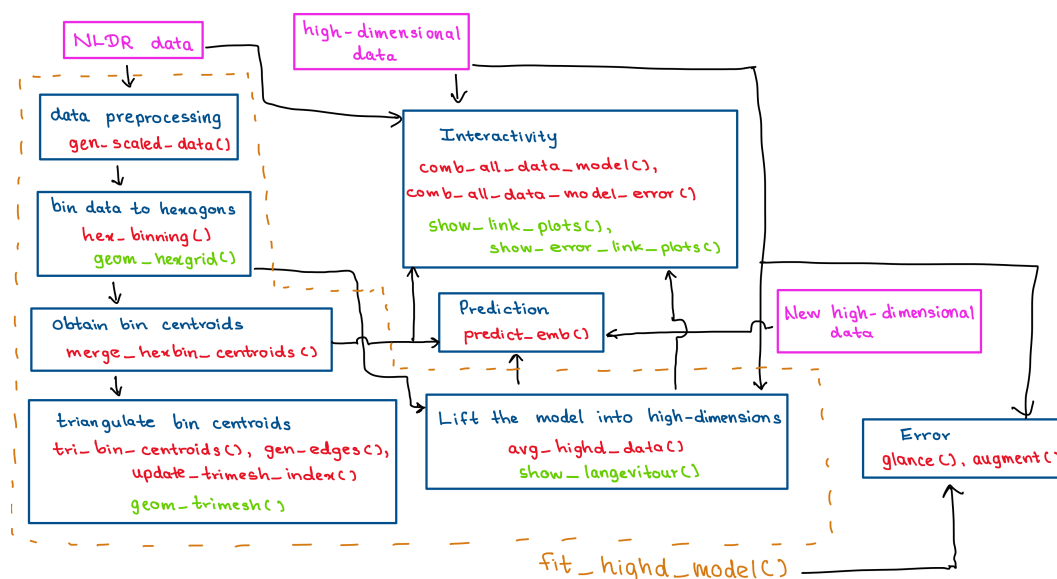 NLDR data
high-dimensional
data
data preprocessing
gen_scaled_data()
Interactivity
comb_all_data_model(),
comb_all_data_model_error()
show_link_plots(),
show_error_link_plots()
bin data to hexagons
hex_binning()
geom_hexgrid()
Obtain bin centroids
merge_hexbin_centroids()
Prediction
predict_emb()
New high-dimensional
data
triangulate bin centroids
tri_bin_centroids(), gen_edges(),
update_trimesh_index()
geom_trimesh()
Lift the model into high-dimensions
avg_highd_data()
show_langevitour()
Error
glance(), augment()
fit_highd_model()